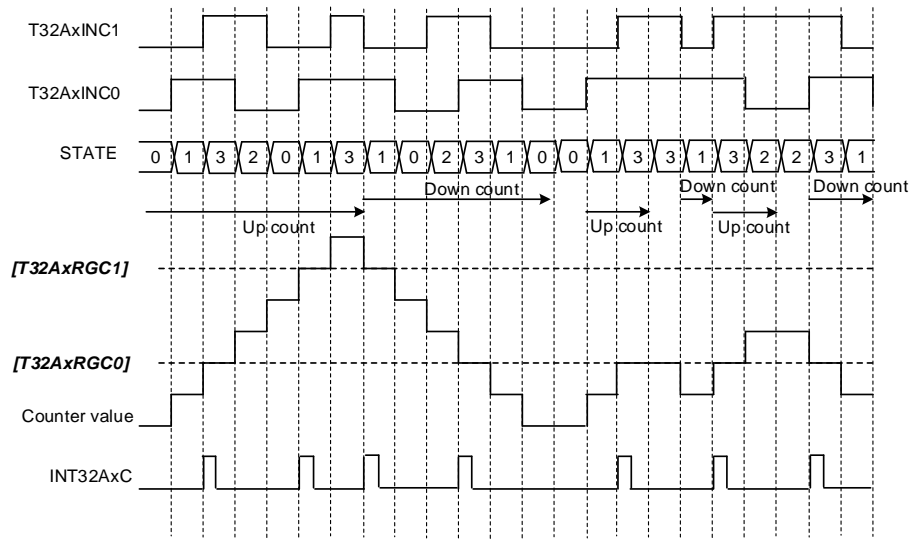 T32AxINC1
T32AxINC0
STATE 0 1 3 2 0 1 3 1 0 2 3 1 0 0 1 3 3 1 3 2 2 3 1
Down count Down count Down count
Up count Up count Up count
[T32AxRGC1]
[T32AxRGC0]
Counter value
INT32AxC